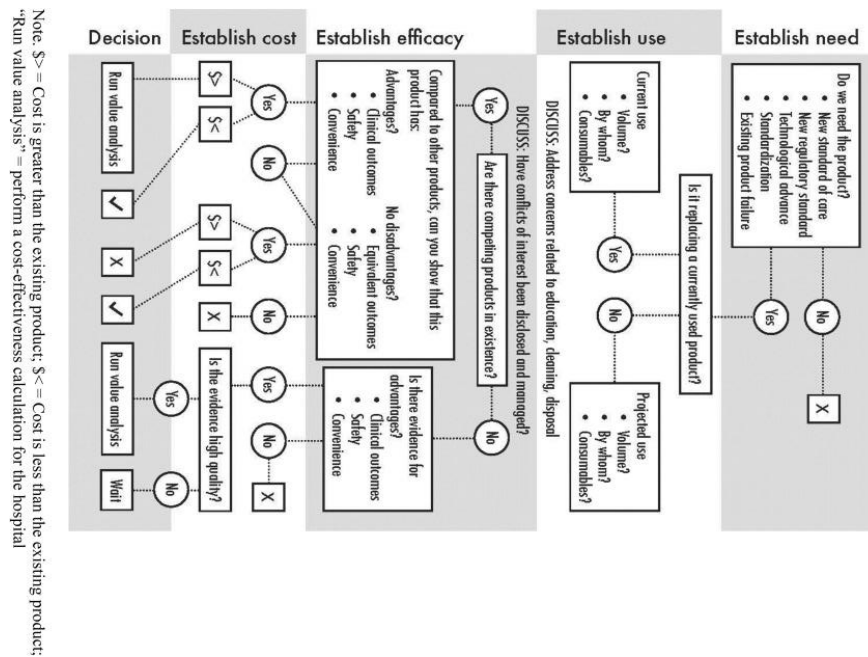 Establish need
Do we need the product?
• New standard of care
• New regulatory standard
• Technological advance
• Standardization
• Existing product failure
No
X
Yes
Establish use
Is it replacing a currently used product?
Yes
No
Current use
• Volume?
• By whom?
• Consumables?
Projected use
• Volume?
• By whom?
• Consumables?
DISCUSS: Address concerns related to education, cleaning, disposal
DISCUSS: Have conflicts of interest been disclosed and managed?
Establish efficacy
Are there competing products in existence?
Yes
No
Compared to other products, can you show that this
product has:
Advantages?
• Clinical outcomes
• Safety
• Convenience
No disadvantages?
• Equivalent outcomes
• Safety
• Convenience
Is there evidence for
advantages?
• Clinical outcomes
• Safety
• Convenience
Establish cost
Yes
No
Yes
No
Yes
No
$>
$<
$>
$<
X
Is the evidence high quality?
X
Yes
No
Decision
Run value analysis
✓
X
✓
Run value analysis
Wait
Note. $> = Cost is greater than the existing product; $< = Cost is less than the existing product;
“Run value analysis” = perform a cost-effectiveness calculation for the hospital